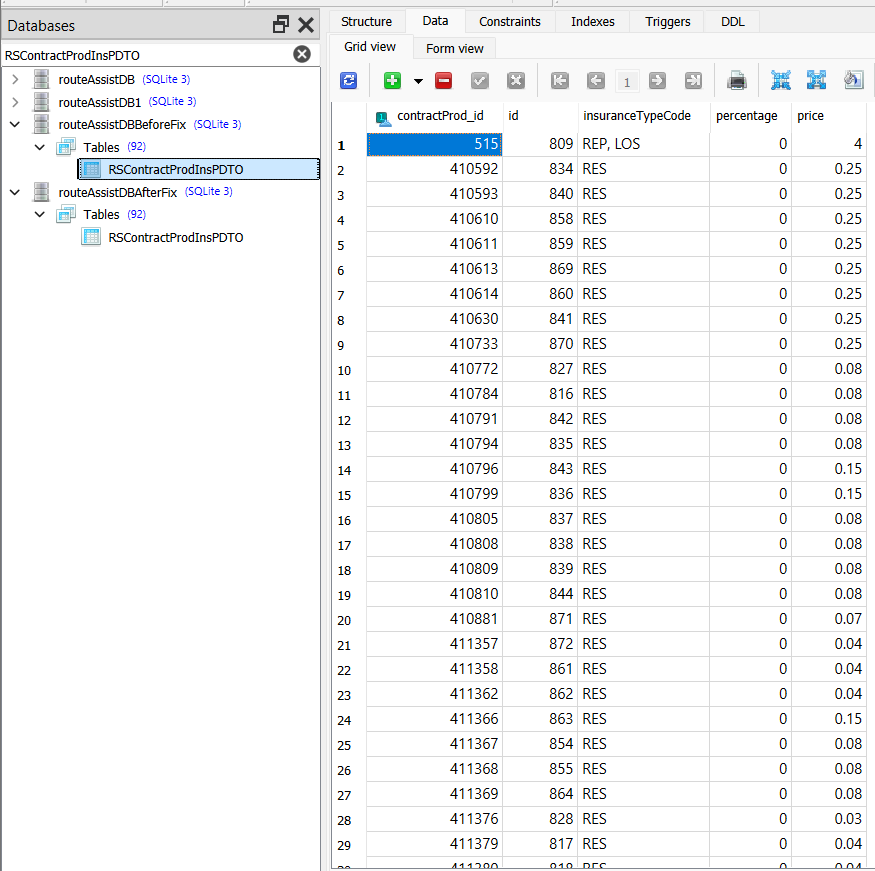 Databases
RSContractProdInsPDTO
routeAssistDB (SQLite 3)
routeAssistDB1 (SQLite 3)
routeAssistDBBeforeFix (SQLite 3)
Tables (92)
RSContractProdInsPDTO
routeAssistDBAfterFix (SQLite 3)
Tables (92)
RSContractProdInsPDTO
Structure Data Constraints Indexes Triggers DDL
Grid view Form view
1
contractProd_id id insuranceTypeCode percentage price
1 515 809 REP, LOS 0 4
2 410592 834 RES 0 0.25
3 410593 840 RES 0 0.25
4 410610 858 RES 0 0.25
5 410611 859 RES 0 0.25
6 410613 869 RES 0 0.25
7 410614 860 RES 0 0.25
8 410630 841 RES 0 0.25
9 410733 870 RES 0 0.25
10 410772 827 RES 0 0.08
11 410784 816 RES 0 0.08
12 410791 842 RES 0 0.08
13 410794 835 RES 0 0.08
14 410796 843 RES 0 0.15
15 410799 836 RES 0 0.15
16 410805 837 RES 0 0.08
17 410808 838 RES 0 0.08
18 410809 839 RES 0 0.08
19 410810 844 RES 0 0.08
20 410881 871 RES 0 0.07
21 411357 872 RES 0 0.04
22 411358 861 RES 0 0.04
23 411362 862 RES 0 0.04
24 411366 863 RES 0 0.15
25 411367 854 RES 0 0.08
26 411368 855 RES 0 0.08
27 411369 864 RES 0 0.08
28 411376 828 RES 0 0.03
29 411379 817 RES 0 0.04